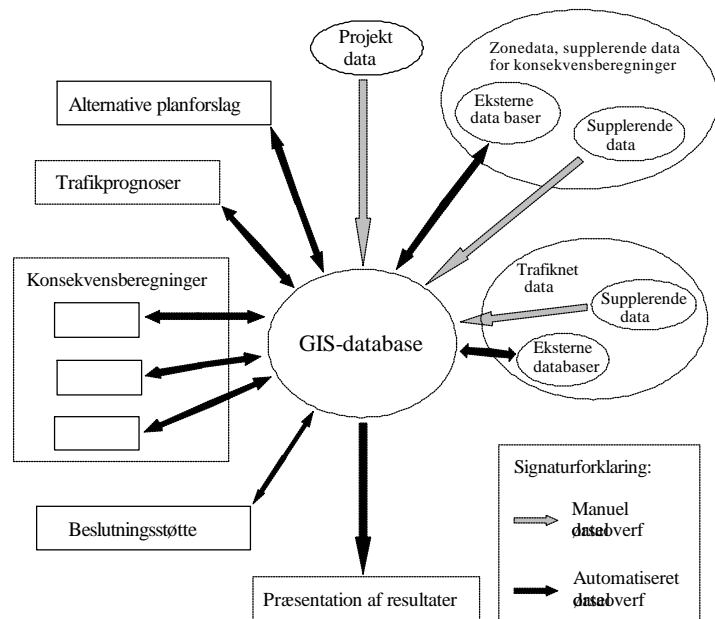 Projekt
data
Zonedata, supplerende data
for konsekvensberegninger
Eksterne
data baser
Supplerende
data
Alternative planforslag
Trafikprognoser
Konsekvensberegninger
GIS-database
Trafiknet
data
Supplerende
data
Eksterne
databaser
Beslutningsstøtte
Præsentation af resultater
Signaturforklaring:
Manuel
Automatiseret